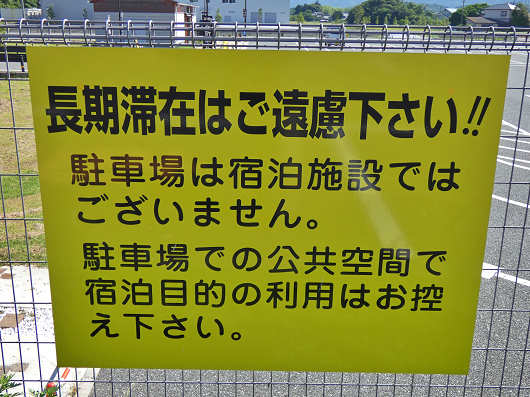 長期滞在はご遠慮下さい!!
駐車場は宿泊施設では
ございません。
駐車場での公共空間で
宿泊目的の利用はお控
え下さい。